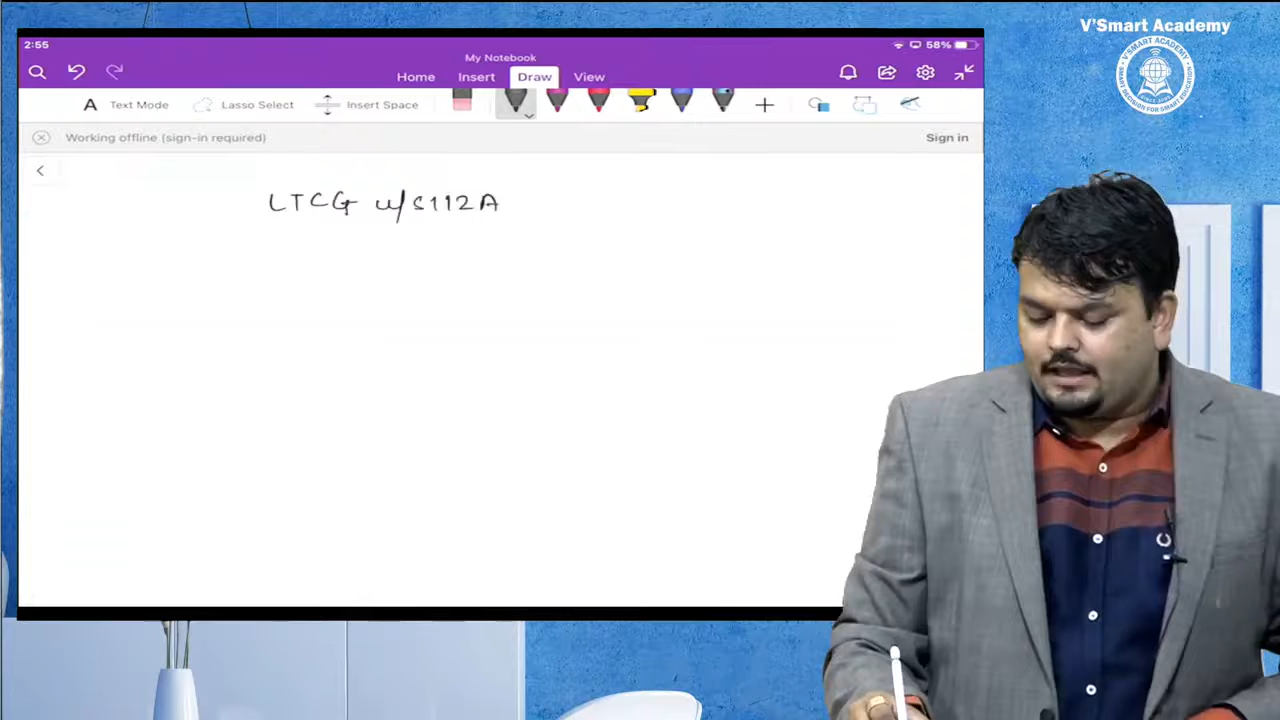 V'Smart Academy
2:55
58%
My Notebook
Home Insert Draw View
A Text Mode Lasso Select Insert Space
Working offline (sign-in required) Sign in
LTCG u/s 112A